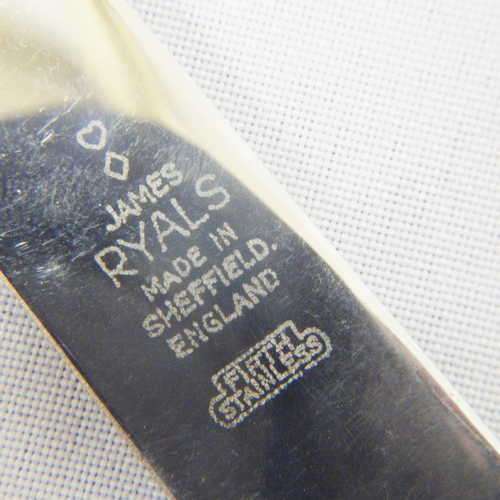 JAMES
RYALS
MADE IN
SHEFFIELD.
ENGLAND
FIRTH
STAINLESS